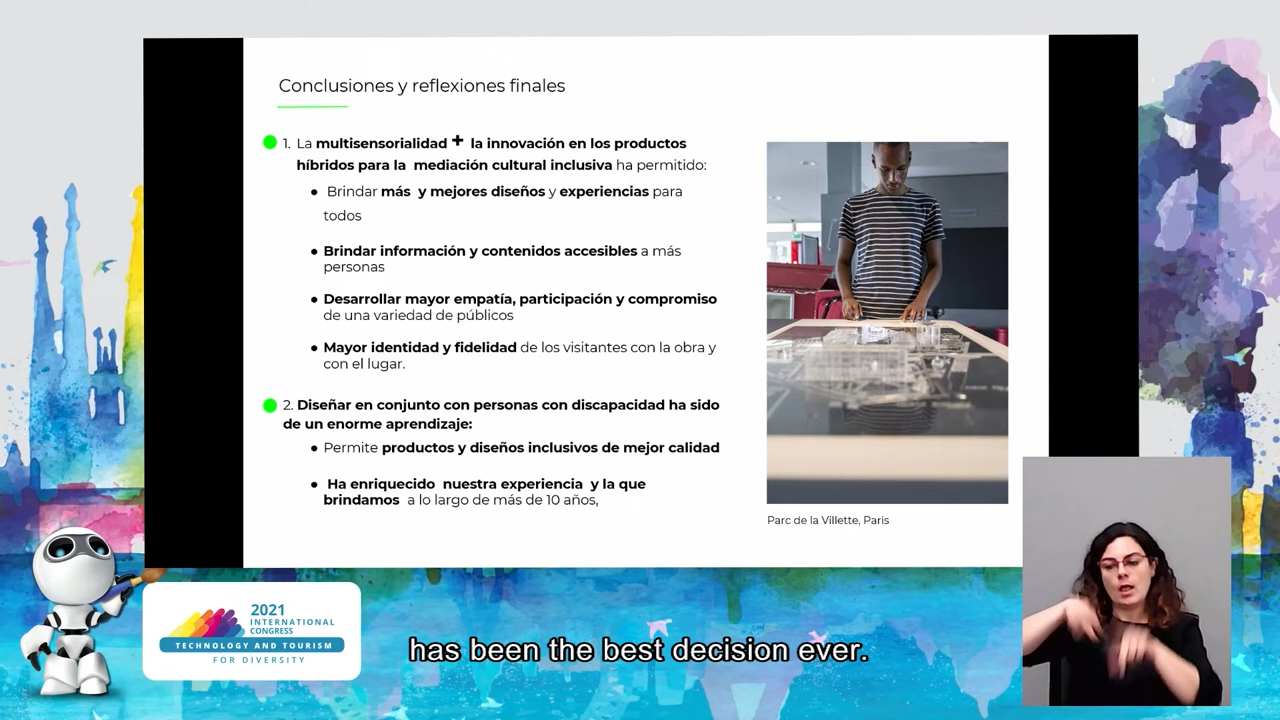 Conclusiones y reflexiones finales
1. La multisensorialidad + la innovación en los productos
híbridos para la mediación cultural inclusiva ha permitido:
● Brindar más y mejores diseños y experiencias para
todos
● Brindar información y contenidos accesibles a más
personas
● Desarrollar mayor empatía, participación y compromiso
de una variedad de públicos
● Mayor identidad y fidelidad de los visitantes con la obra y
con el lugar.
2. Diseñar en conjunto con personas con discapacidad ha sido
de un enorme aprendizaje:
● Permite productos y diseños inclusivos de mejor calidad
● Ha enriquecido nuestra experiencia y la que
brindamos a lo largo de más de 10 años,
Parc de la Villette, Paris
2021
INTERNATIONAL
CONGRESS
TECHNOLOGY AND TOURISM
FOR DIVERSITY
has been the best decision ever.